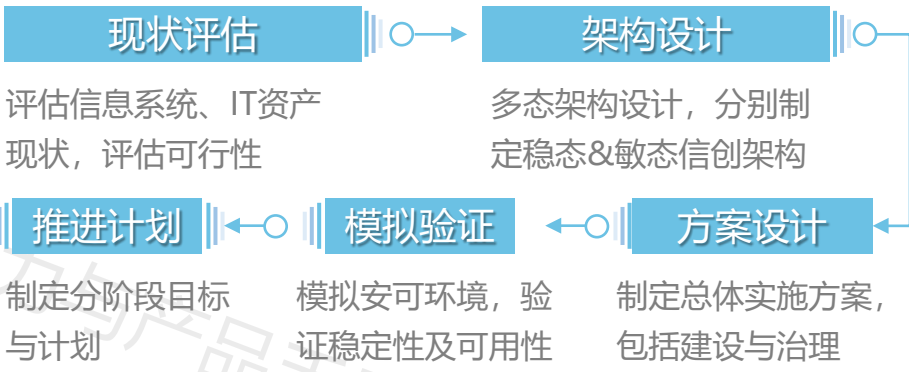 现状评估
架构设计
评估信息系统、IT资产
现状，评估可行性
多态架构设计，分别制
定稳态&敏态信创架构
推进计划
模拟验证
方案设计
制定分阶段目标
与计划
模拟安可环境，验
证稳定性及可用性
制定总体实施方案，
包括建设与治理